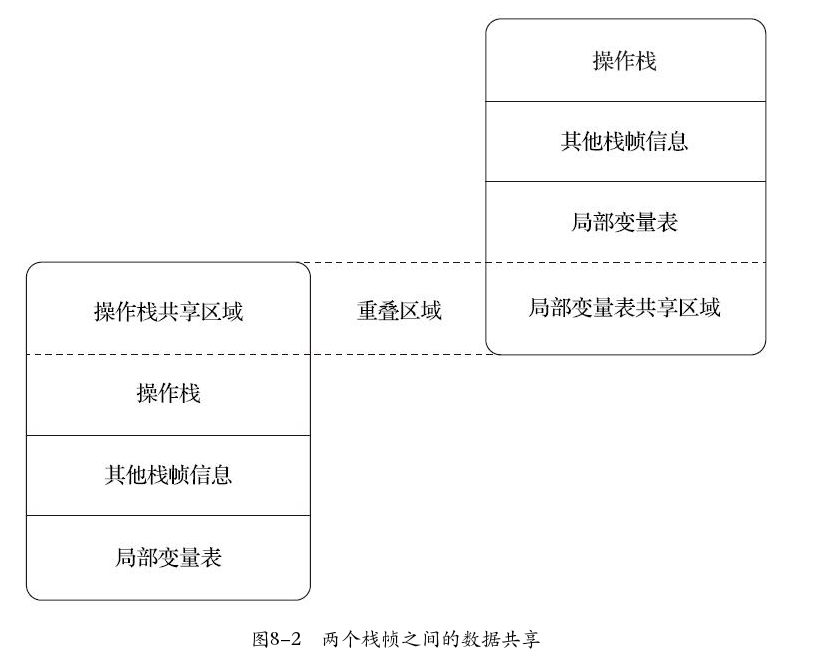 操作栈
其他栈帧信息
局部变量表
操作栈共享区域
重叠区域
局部变量表共享区域
操作栈
其他栈帧信息
局部变量表
图8-2 两个栈帧之间的数据共享